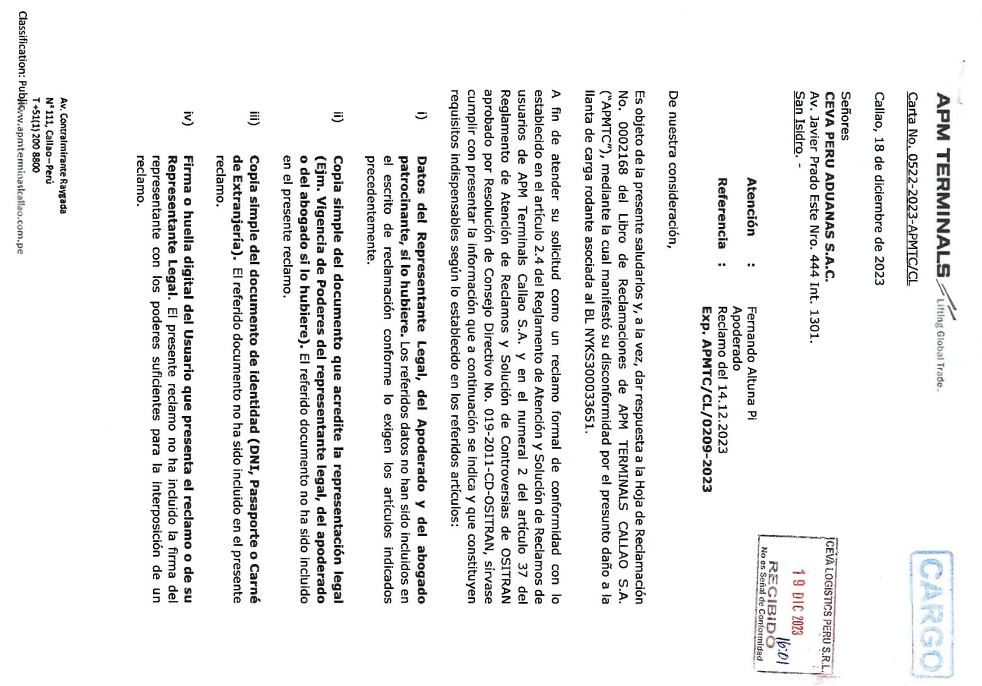 APM TERMINALS
Lifting Global Trade.
CARGO
Carta No. 0522-2023-APMTC/CL
Callao, 18 de diciembre de 2023
CEVA LOGISTICS PERU S.R.L.
19 DIC 2023
16:01
RECIBIDO
No es Señal de Conformidad
Señores
CEVA PERU ADUANAS S.A.C.
Av. Javier Prado Este Nro. 444 Int. 1301.
San Isidro. -
Atención : Fernando Altuna Pi
Apoderado
Referencia : Reclamo del 14.12.2023
Exp. APMTC/CL/0209-2023
De nuestra consideración,
Es objeto de la presente saludarlos y, a la vez, dar respuesta a la Hoja de Reclamación
No. 0002168 del Libro de Reclamaciones de APM TERMINALS CALLAO S.A.
("APMTC"), mediante la cual manifestó su disconformidad por el presunto daño a la
llanta de carga rodante asociada al BL NYKS300033651.
A fin de atender su solicitud como un reclamo formal de conformidad con lo
establecido en el artículo 2.4 del Reglamento de Atención y Solución de Reclamos de
usuarios de APM Terminals Callao S.A. y en el numeral 2 del artículo 37 del
Reglamento de Atención de Reclamos y Solución de Controversias de OSITRAN
aprobado por Resolución de Consejo Directivo No. 019-2011-CD-OSITRAN, sírvase
cumplir con presentar la información que a continuación se indica y que constituyen
requisitos indispensables según lo establecido en los referidos artículos:
i) Datos del Representante Legal, del Apoderado y del abogado
patrocinante, si lo hubiere. Los referidos datos no han sido incluidos en
el escrito de reclamación conforme lo exigen los artículos indicados
precedentemente.
ii) Copia simple del documento que acredite la representación legal
(Ejm. Vigencia de Poderes del representante legal, del apoderado
o del abogado si lo hubiere). El referido documento no ha sido incluido
en el presente reclamo.
iii) Copia simple del documento de identidad (DNI, Pasaporte o Carné
de Extranjería). El referido documento no ha sido incluido en el presente
reclamo.
iv) Firma o huella digital del Usuario que presenta el reclamo o de su
Representante Legal. El presente reclamo no ha incluido la firma del
representante con los poderes suficientes para la interposición de un
reclamo.
Av. Contralmirante Raygada
N° 111, Callao – Perú
T +51(1) 200 8800
www.apmterminalscallao.com.pe
Classification: Public